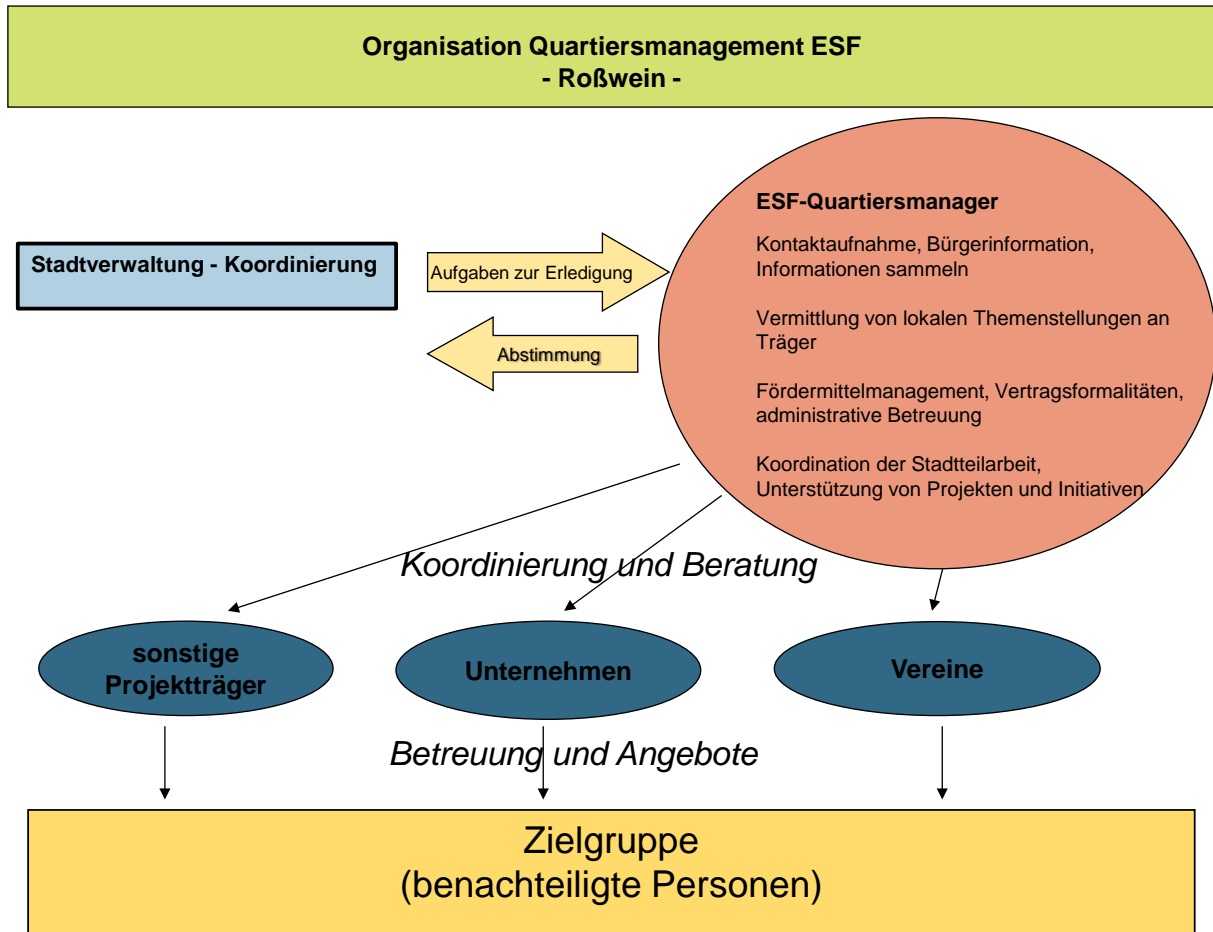 Organisation Quartiersmanagement ESF
- Roßwein -
ESF-Quartiersmanager
Kontaktaufnahme, Bürgerinformation,
Informationen sammeln
Vermittlung von lokalen Themenstellungen an
Träger
Fördermittelmanagement, Vertragsformalitäten,
administrative Betreuung
Koordination der Stadtteilarbeit,
Unterstützung von Projekten und Initiativen
Stadtverwaltung - Koordinierung
Aufgaben zur Erledigung
Abstimmung
Koordinierung und Beratung
sonstige
Projektträger
Unternehmen
Vereine
Betreuung und Angebote
Zielgruppe
(benachteiligte Personen)